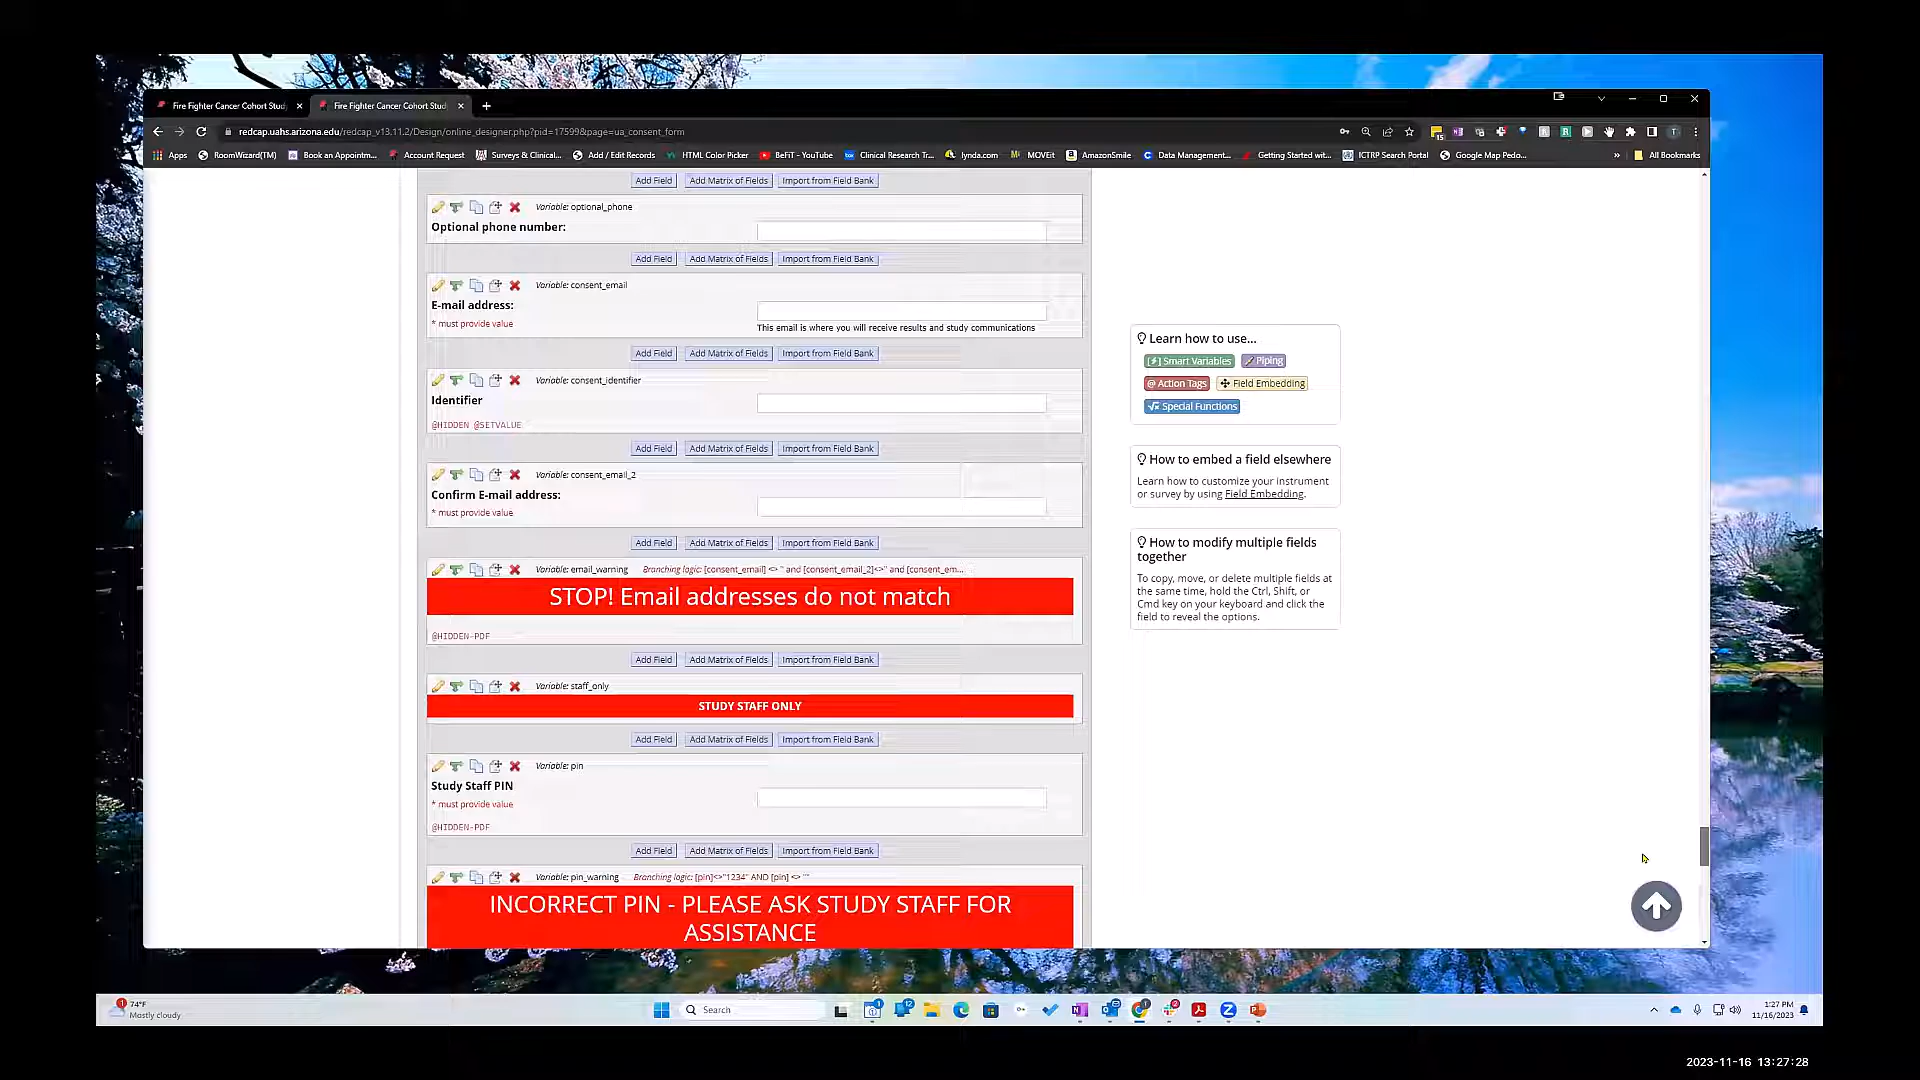 Fire Fighter Cancer Cohort Stud
Fire Fighter Cancer Cohort Stud
redcap.uahs.arizona.edu/redcap_v13.11.2/Design/online_designer.php?pid=17599&page=ua_consent_form
Apps RoomWizard(TM) Book an Appointm... Account Request Surveys & Clinical... Add / Edit Records HTML Color Picker BeFiT - YouTube Clinical Research Tr... lynda.com MOVEit AmazonSmile Data Management... Getting Started wit... ICTRP Search Portal Google Map Pedo... » All Bookmarks
Add Field Add Matrix of Fields Import from Field Bank
Variable: optional_phone
Optional phone number:
Add Field Add Matrix of Fields Import from Field Bank
Variable: consent_email
E-mail address:
* must provide value
This email is where you will receive results and study communications
Add Field Add Matrix of Fields Import from Field Bank
Variable: consent_identifier
Identifier
@HIDDEN @SETVALUE
Add Field Add Matrix of Fields Import from Field Bank
Variable: consent_email_2
Confirm E-mail address:
* must provide value
Add Field Add Matrix of Fields Import from Field Bank
Variable: email_warning Branching logic: [consent_email] <> '' and [consent_email_2]<>'' and [consent_em...
STOP! Email addresses do not match
@HIDDEN-PDF
Add Field Add Matrix of Fields Import from Field Bank
Variable: staff_only
STUDY STAFF ONLY
Add Field Add Matrix of Fields Import from Field Bank
Variable: pin
Study Staff PIN
* must provide value
@HIDDEN-PDF
Add Field Add Matrix of Fields Import from Field Bank
Variable: pin_warning Branching logic: [pin]<>"1234" AND [pin] <> ""
INCORRECT PIN - PLEASE ASK STUDY STAFF FOR
ASSISTANCE
Learn how to use...
Smart Variables Piping
@ Action Tags Field Embedding
Special Functions
How to embed a field elsewhere
Learn how to customize your instrument
or survey by using Field Embedding.
How to modify multiple fields
together
To copy, move, or delete multiple fields at
the same time, hold the Ctrl, Shift, or
Cmd key on your keyboard and click the
field to reveal the options.
74°F
Mostly cloudy
Search
1:27 PM
11/16/2023
2023-11-16 13:27:28